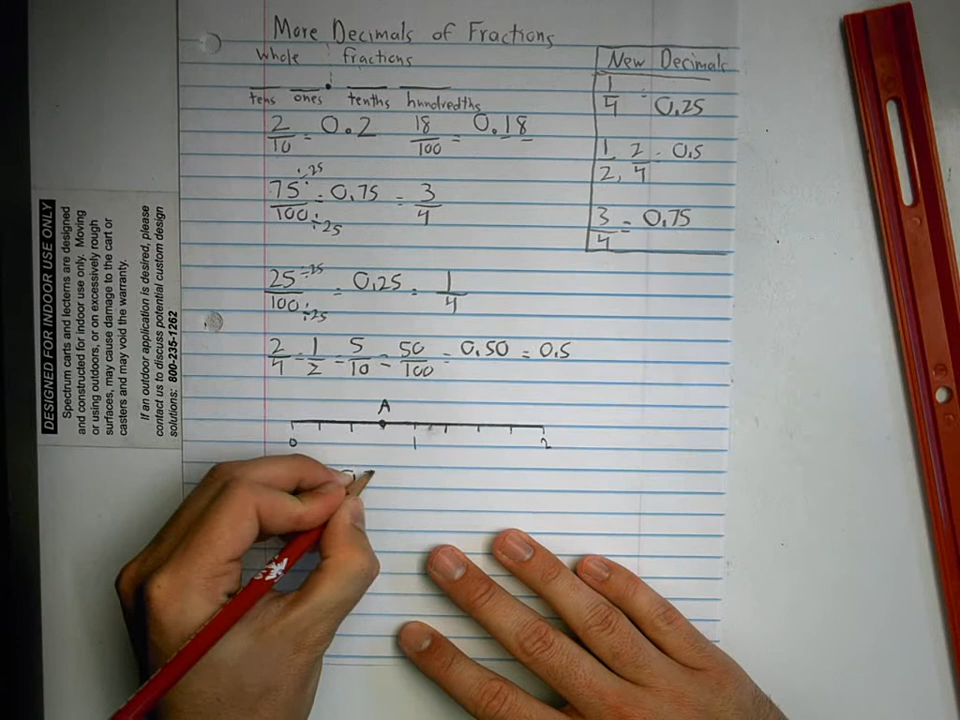 More Decimals of Fractions
whole fractions
tens ones . tenths hundredths
2/10 = 0.2 18/100 = 0.18
75/100 ÷25 ÷25 = 0.75 = 3/4
25/100 ÷25 ÷25 = 0.25 = 1/4
2/4 = 1/2 = 5/10 = 50/100 = 0.50 = 0.5
A
0 1 2
New Decimals
1/4 = 0.25
1/2, 2/4 = 0.5
3/4 = 0.75
DESIGNED FOR INDOOR USE ONLY
Spectrum carts and lecterns are designed
and constructed for indoor use only. Moving
or using outdoors, or on excessively rough
surfaces, may cause damage to the cart or
casters and may void the warranty.
If an outdoor application is desired, please
contact us to discuss potential custom design
solutions: 800-235-1262